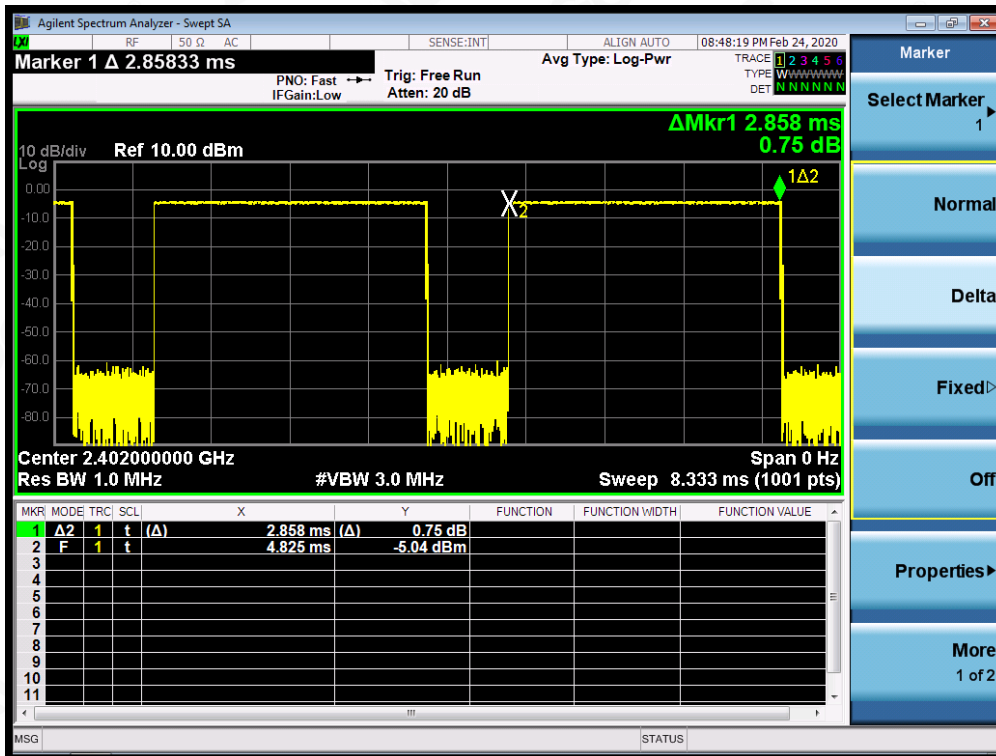 Agilent Spectrum Analyzer - Swept SA
LXI RF 50 Ω AC SENSE:INT ALIGN AUTO 08:48:19 PM Feb 24, 2020
Marker 1 Δ 2.85833 ms
PNO: Fast
IFGain:Low
Trig: Free Run
Atten: 20 dB
Avg Type: Log-Pwr
TRACE 1 2 3 4 5 6
TYPE WWWWWW
DET N N N N N N
ΔMkr1 2.858 ms
0.75 dB
10 dB/div Ref 10.00 dBm
Log
0.00
-10.0
-20.0
-30.0
-40.0
-50.0
-60.0
-70.0
-80.0
1Δ2
2
Center 2.402000000 GHz Span 0 Hz
Res BW 1.0 MHz #VBW 3.0 MHz Sweep 8.333 ms (1001 pts)
MKR MODE TRC SCL X Y FUNCTION FUNCTION WIDTH FUNCTION VALUE
1 Δ2 1 t (Δ) 2.858 ms (Δ) 0.75 dB
2 F 1 t 4.825 ms -5.04 dBm
3
4
5
6
7
8
9
10
11
MSG STATUS
Marker
Select Marker
1
Normal
Delta
Fixed
Off
Properties
More
1 of 2